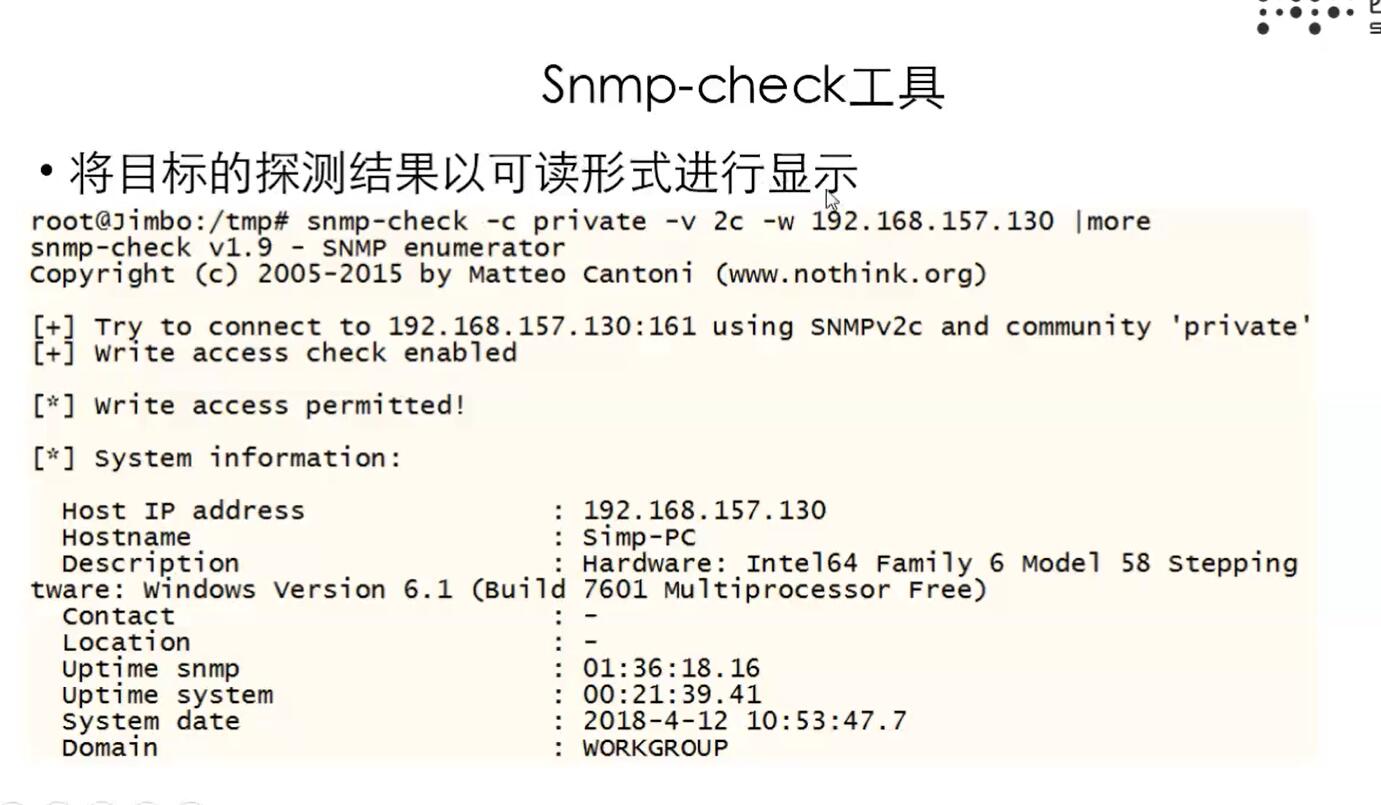 Snmp-check工具
• 将目标的探测结果以可读形式进行显示
root@Jimbo:/tmp# snmp-check -c private -v 2c -w 192.168.157.130 |more
snmp-check v1.9 - SNMP enumerator
Copyright (c) 2005-2015 by Matteo Cantoni (www.nothink.org)
[+] Try to connect to 192.168.157.130:161 using SNMPv2c and community 'private'
[+] Write access check enabled
[*] Write access permitted!
[*] System information:
Host IP address : 192.168.157.130
Hostname : Simp-PC
Description : Hardware: Intel64 Family 6 Model 58 Stepping
tware: Windows Version 6.1 (Build 7601 Multiprocessor Free)
Contact : -
Location : -
Uptime snmp : 01:36:18.16
Uptime system : 00:21:39.41
System date : 2018-4-12 10:53:47.7
Domain : WORKGROUP